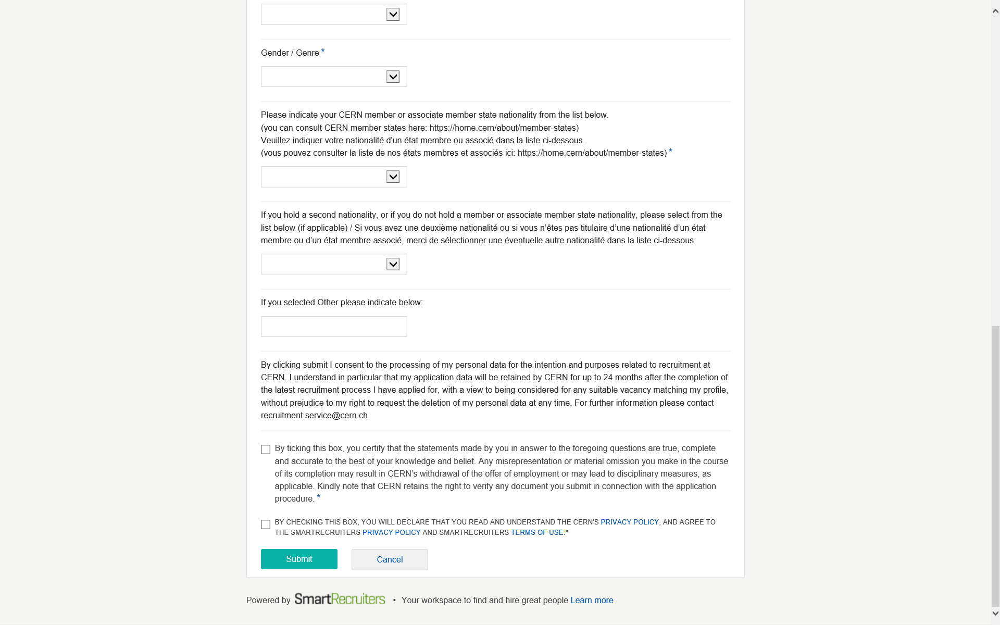 Gender / Genre *
Please indicate your CERN member or associate member state nationality from the list below.
(you can consult CERN member states here: https://home.cern/about/member-states)
Veuillez indiquer votre nationalité d'un état membre ou associé dans la liste ci-dessous.
(vous pouvez consulter la liste de nos états membres et associés ici: https://home.cern/about/member-states) *
If you hold a second nationality, or if you do not hold a member or associate member state nationality, please select from the
list below (if applicable) / Si vous avez une deuxième nationalité ou si vous n’êtes pas titulaire d’une nationalité d’un état
membre ou d’un état membre associé, merci de sélectionner une éventuelle autre nationalité dans la liste ci-dessous:
If you selected Other please indicate below:
By clicking submit I consent to the processing of my personal data for the intention and purposes related to recruitment at
CERN. I understand in particular that my application data will be retained by CERN for up to 24 months after the completion of
the latest recruitment process I have applied for, with a view to being considered for any suitable vacancy matching my profile,
without prejudice to my right to request the deletion of my personal data at any time. For further information please contact
recruitment.service@cern.ch.
By ticking this box, you certify that the statements made by you in answer to the foregoing questions are true, complete
and accurate to the best of your knowledge and belief. Any misrepresentation or material omission you make in the course
of its completion may result in CERN’s withdrawal of the offer of employment or may lead to disciplinary measures, as
applicable. Kindly note that CERN retains the right to verify any document you submit in connection with the application
procedure. *
BY CHECKING THIS BOX, YOU WILL DECLARE THAT YOU READ AND UNDERSTAND THE CERN'S PRIVACY POLICY, AND AGREE TO
THE SMARTRECRUITERS PRIVACY POLICY AND SMARTRECRUITERS TERMS OF USE.*
Submit Cancel
Powered by SmartRecruiters • Your workspace to find and hire great people Learn more